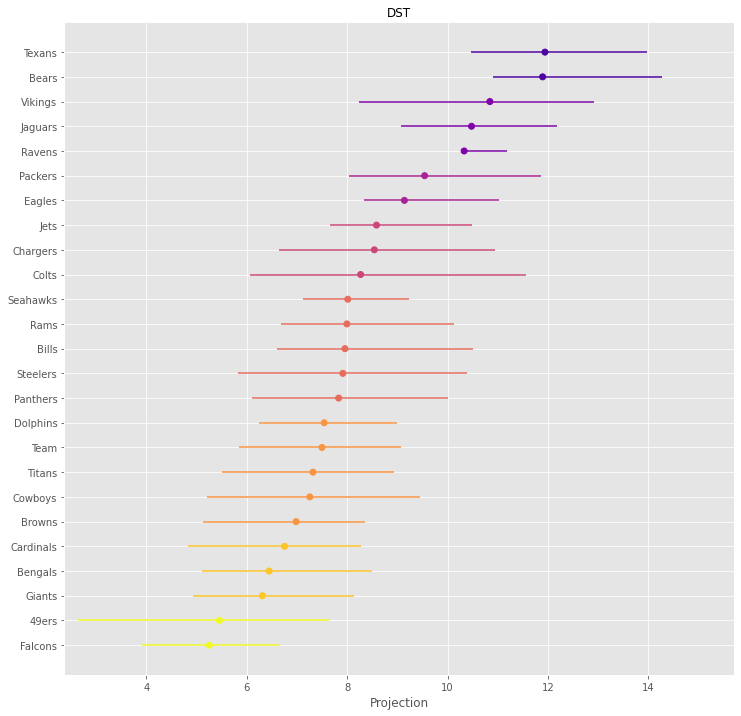 DST
Texans
Bears
Vikings
Jaguars
Ravens
Packers
Eagles
Jets
Chargers
Colts
Seahawks
Rams
Bills
Steelers
Panthers
Dolphins
Team
Titans
Cowboys
Browns
Cardinals
Bengals
Giants
49ers
Falcons
4 6 8 10 12 14
Projection